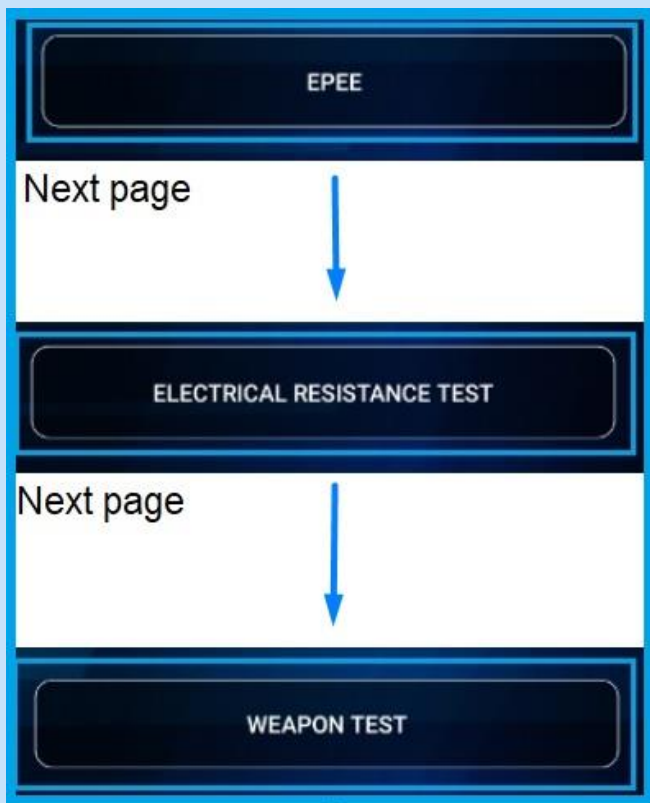 EPEE
Next page
ELECTRICAL RESISTANCE TEST
Next page
WEAPON TEST